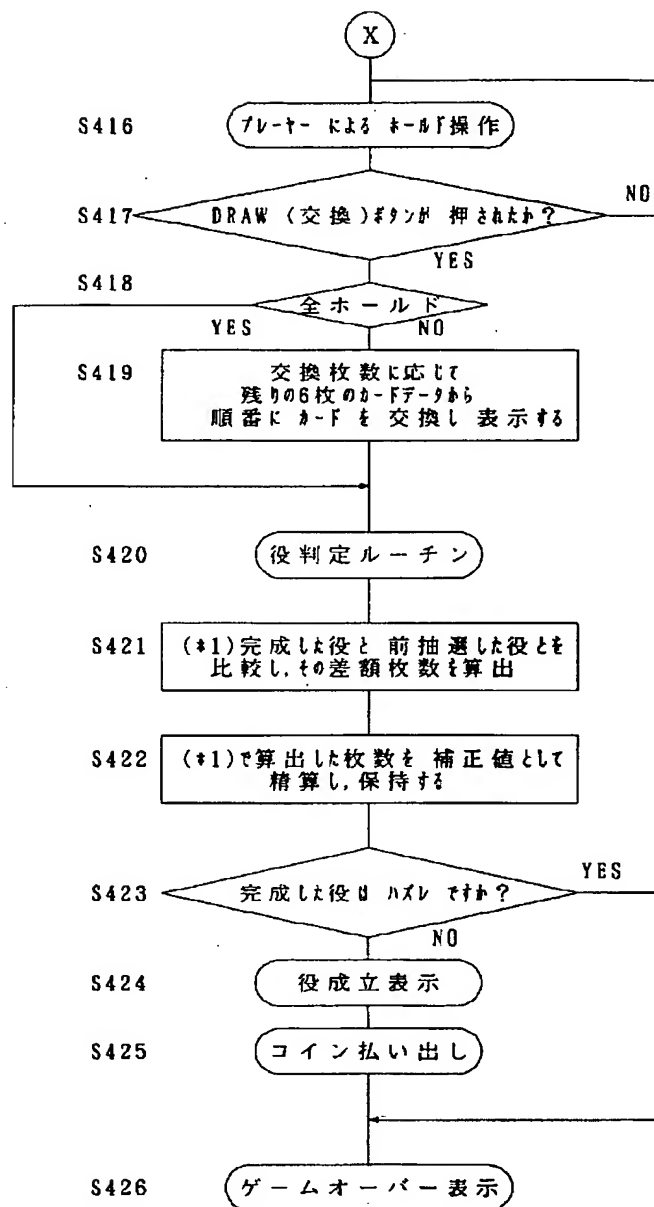 X
S416 プレーヤー による ホールド操作
S417 DRAW (交換)ボタンが 押されたか?
NO
YES
S418 全ホールド
YES NO
S419 交換枚数に応じて
残りの6枚のカードデータから
順番に カード を 交換し 表示する
S420 役判定ルーチン
S421 (*1)完成した役と 前抽選した役とを
比較し,その差額枚数を算出
S422 (*1)で算出した枚数を 補正値として
精算し,保持する
S423 完成した役は ハズレ ですか?
YES
NO
S424 役成立表示
S425 コイン払い出し
S426 ゲームオーバー表示